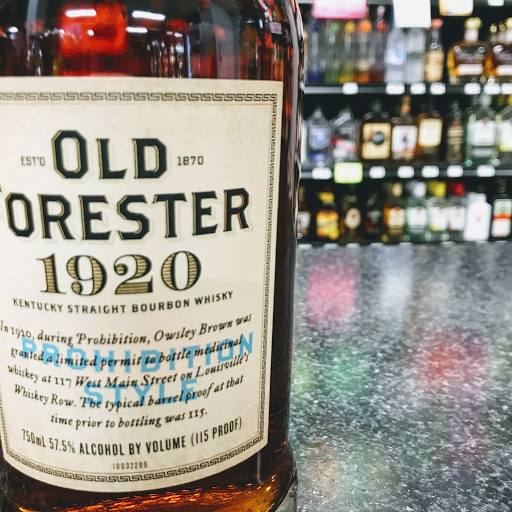 EST'D OLD 1870
FORESTER
1920
KENTUCKY STRAIGHT BOURBON WHISKY
In 1920, during Prohibition, Owsley Brown was
granted a limited permit to bottle medicinal
whiskey at 117 West Main Street on Louisville's
Whiskey Row. The typical barrel proof at that
time prior to bottling was 115.
PROHIBITION
STYLE
750mL 57.5% ALCOHOL BY VOLUME (115 PROOF)